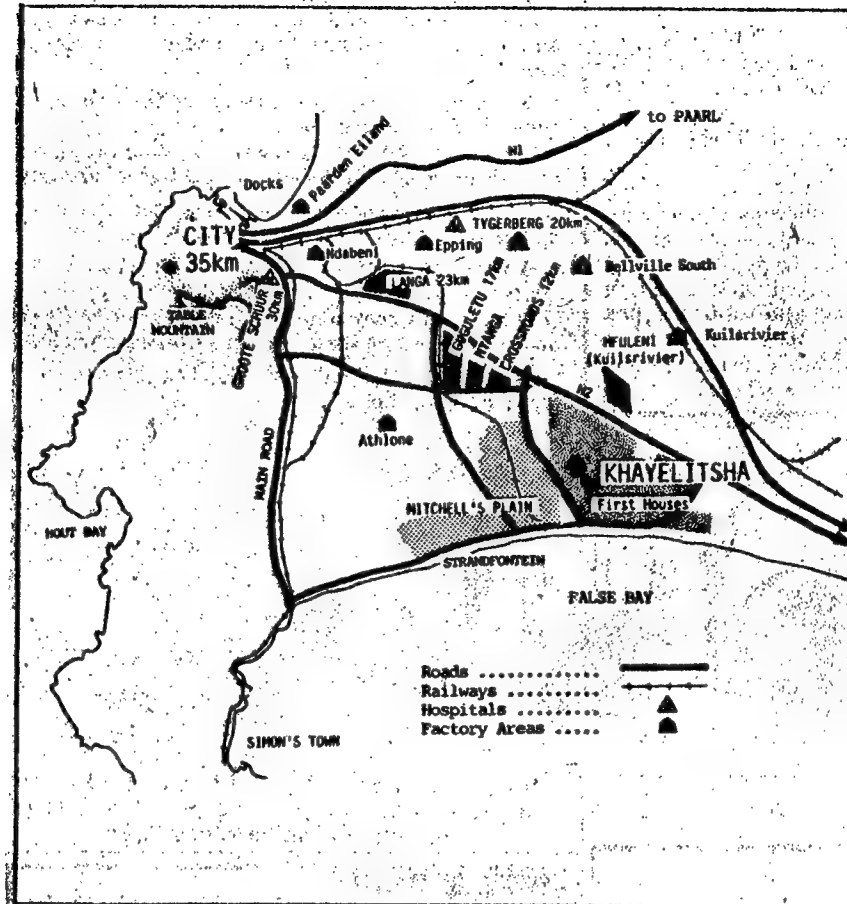 to PAARL
N1
Paarden Eiland
Docks
CITY
35km
TYGERBERG 20km
Ndabeni
Epping
LANGA 23km
Bellville South
GUGULETU 17km
NYANGA
CROSSROADS 12km
TABLE
MOUNTAIN
GROOTE SCHUUR
30km
Kuilsrivier
MFULENI
(Kuilsrivier)
N2
Athlone
MAIN ROAD
KHAYELITSHA
First Houses
MITCHELL'S PLAIN
HOUT BAY
STRANDFONTEIN
FALSE BAY
Roads ............
Railways .........
Hospitals ........
Factory Areas .....
SIMON'S TOWN